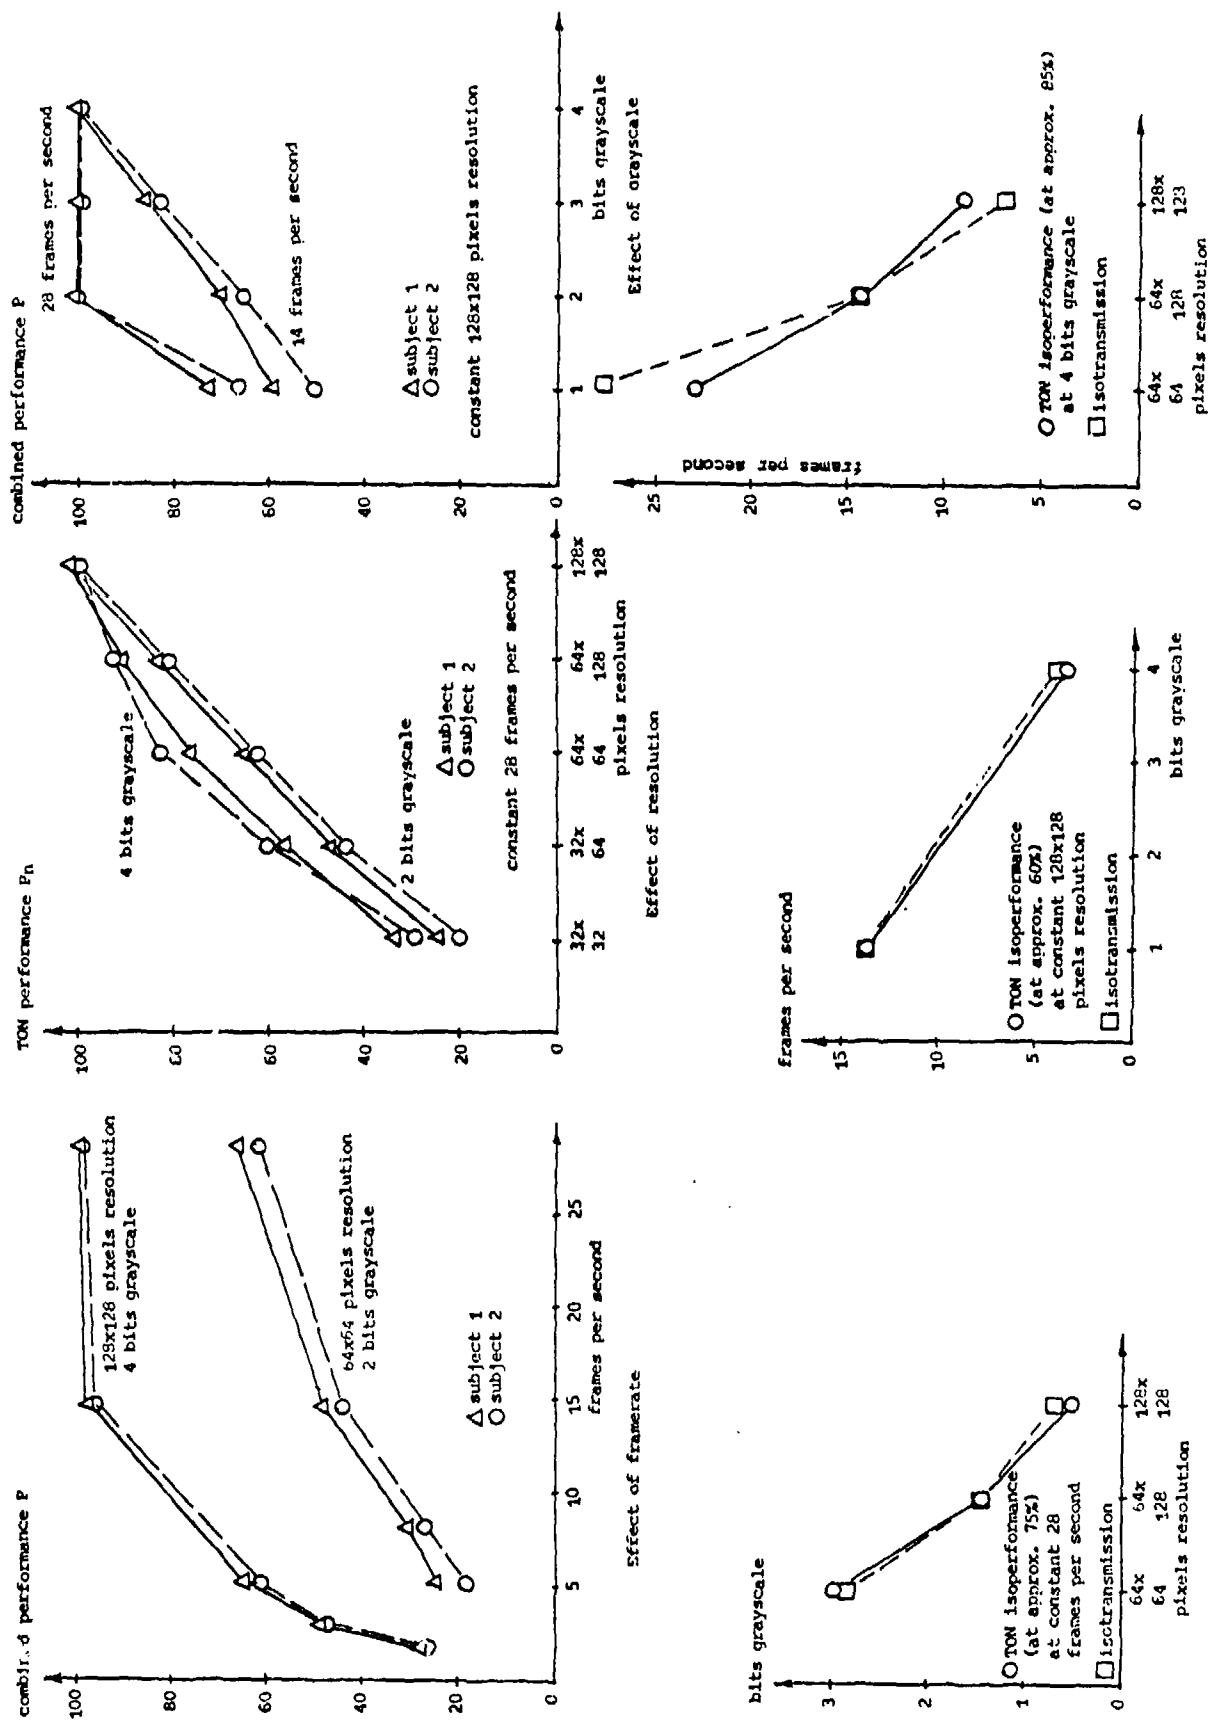 combir.d performance P
100
80
60
40
20
0
128x128 pixels resolution
4 bits grayscale
64x64 pixels resolution
2 bits grayscale
△ subject 1
○ subject 2
5
10
15
20
25
frames per second
Effect of framerate
TON performance Pn
100
80
60
40
20
0
4 bits grayscale
2 bits grayscale
△ subject 1
○ subject 2
constant 28 frames per second
32x 32x 64x 64x 128x
32 64 64 128 128
pixels resolution
Effect of resolution
combined performance P
100
80
60
40
20
0
28 frames per second
14 frames per second
△ subject 1
○ subject 2
constant 128x128 pixels resolution
1
2
3
4
bits grayscale
Effect of grayscale
bits grayscale
3
2
1
0
○ TON isoperformance
(at approx. 75%)
at constant 28
frames per second
□ isotransmission
64x 64x 128x
64 128 128
pixels resolution
frames per second
15
10
5
0
○ TON isoperformance
(at approx. 60%)
at constant 128x128
pixels resolution
□ isotransmission
1
2
3
4
bits grayscale
frames per second
25
20
15
10
5
0
○ TON isoperformance (at approx. 85%)
at 4 bits grayscale
□ isotransmission
64x 64x 128x
64 128 123
pixels resolution